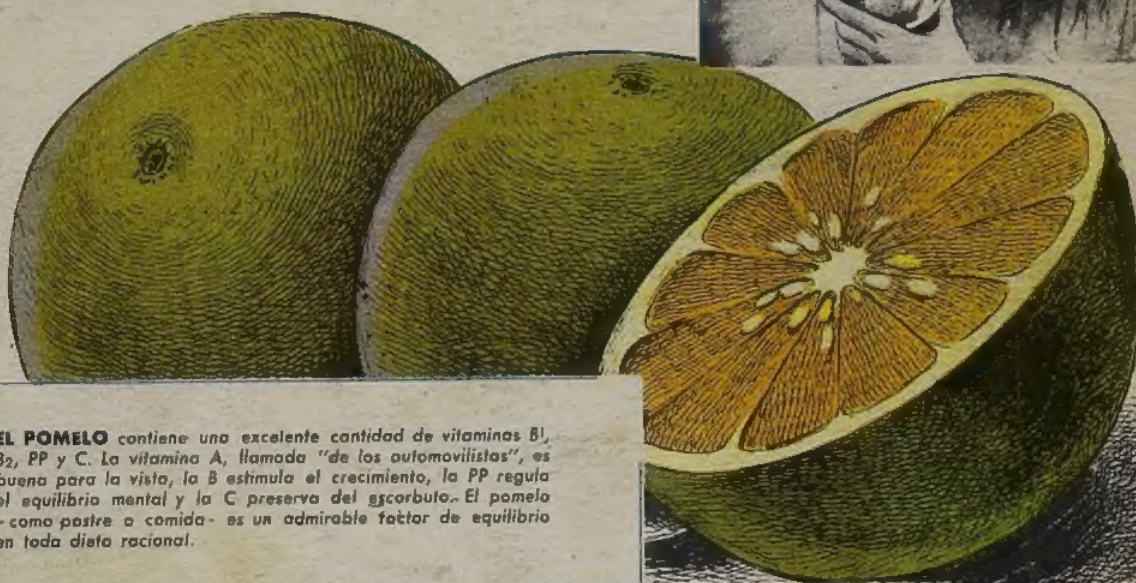 EL POMELO contiene una excelente cantidad de vitaminas B¹,
B₂, PP y C. La vitamina A, llamada "de los automovilistas", es
buena para la vista, la B estimula el crecimiento, la PP regula
el equilibrio mental y la C preserva del escorbuto.- El pomelo
-como postre o comida- es un admirable factor de equilibrio
en toda dieta racional.